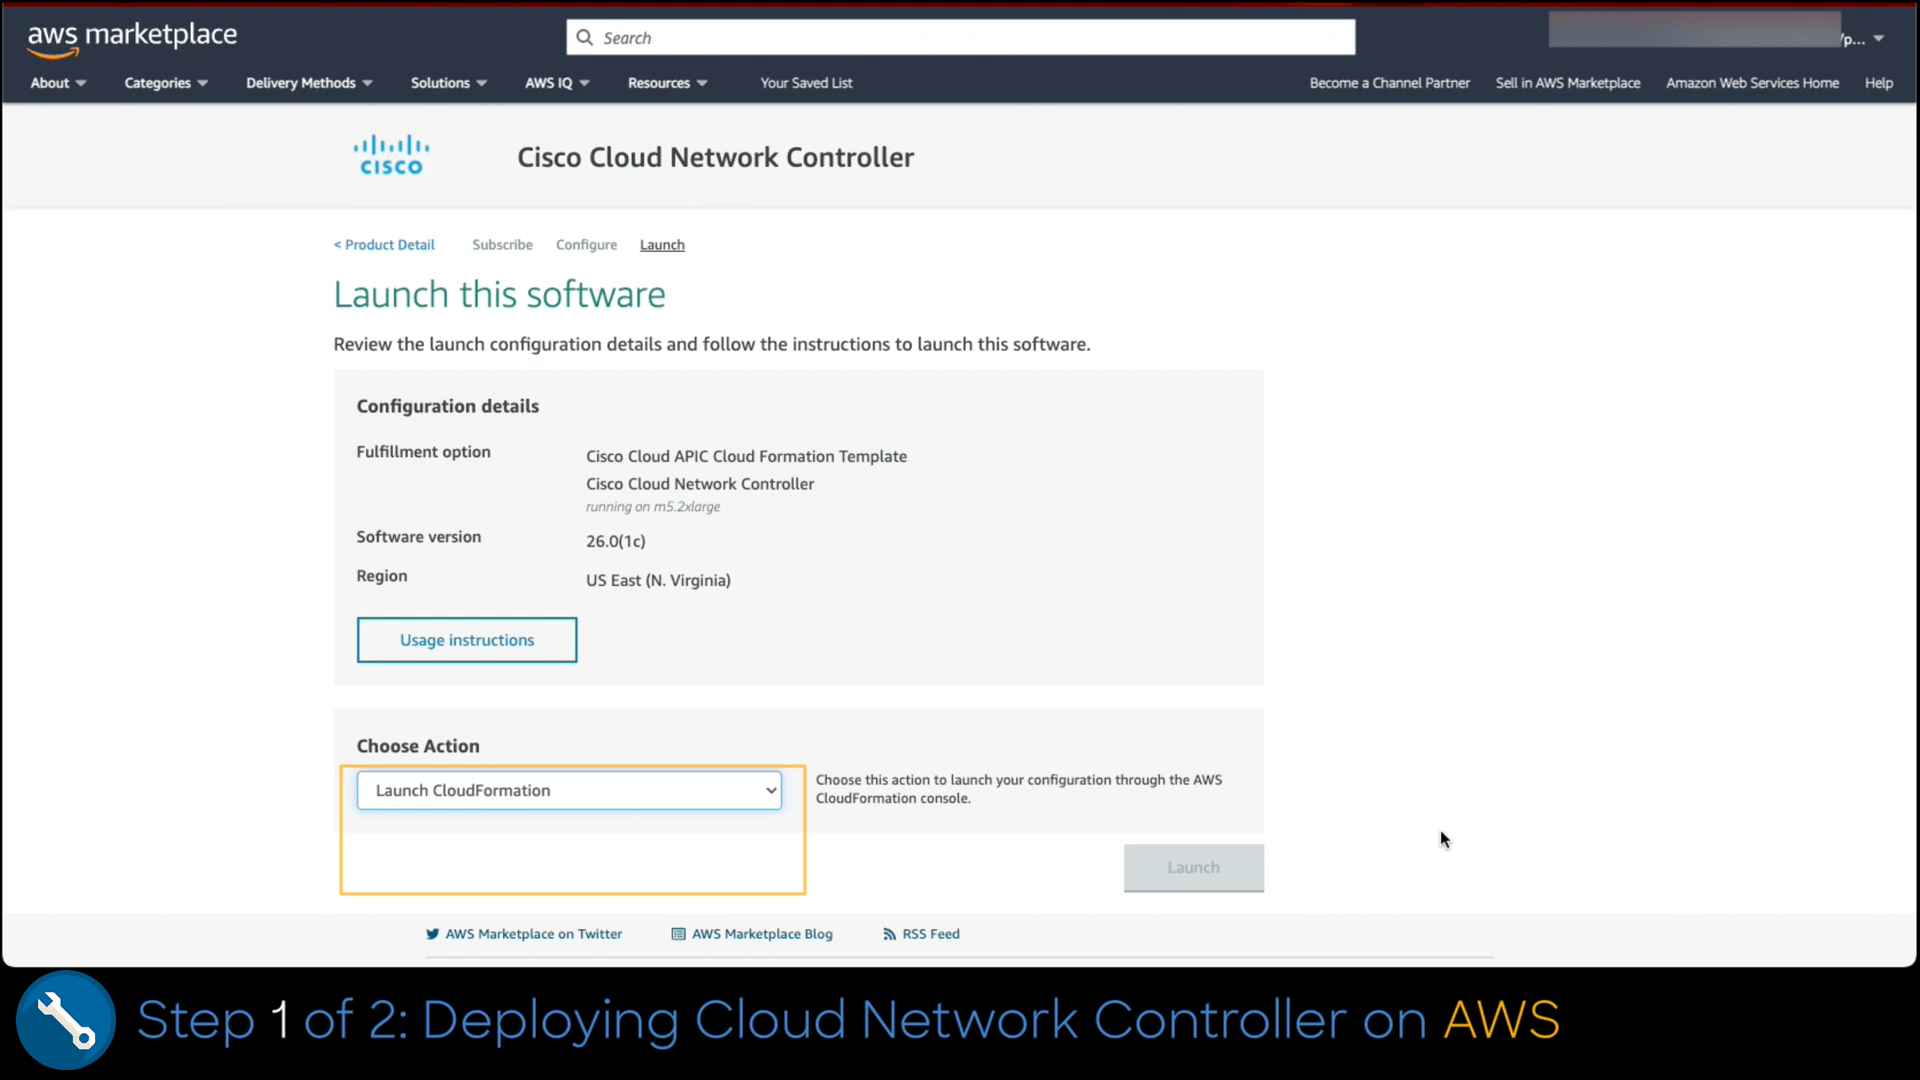 aws marketplace
Search
/p...
About
Categories
Delivery Methods
Solutions
AWS IQ
Resources
Your Saved List
Become a Channel Partner
Sell in AWS Marketplace
Amazon Web Services Home
Help
CISCO
Cisco Cloud Network Controller
< Product Detail
Subscribe
Configure
Launch
Launch this software
Review the launch configuration details and follow the instructions to launch this software.
Configuration details
Fulfillment option
Cisco Cloud APIC Cloud Formation Template
Cisco Cloud Network Controller
running on m5.2xlarge
Software version
26.0(1c)
Region
US East (N. Virginia)
Usage instructions
Choose Action
Launch CloudFormation
Choose this action to launch your configuration through the AWS
CloudFormation console.
Launch
AWS Marketplace on Twitter
AWS Marketplace Blog
RSS Feed
Step 1 of 2: Deploying Cloud Network Controller on AWS